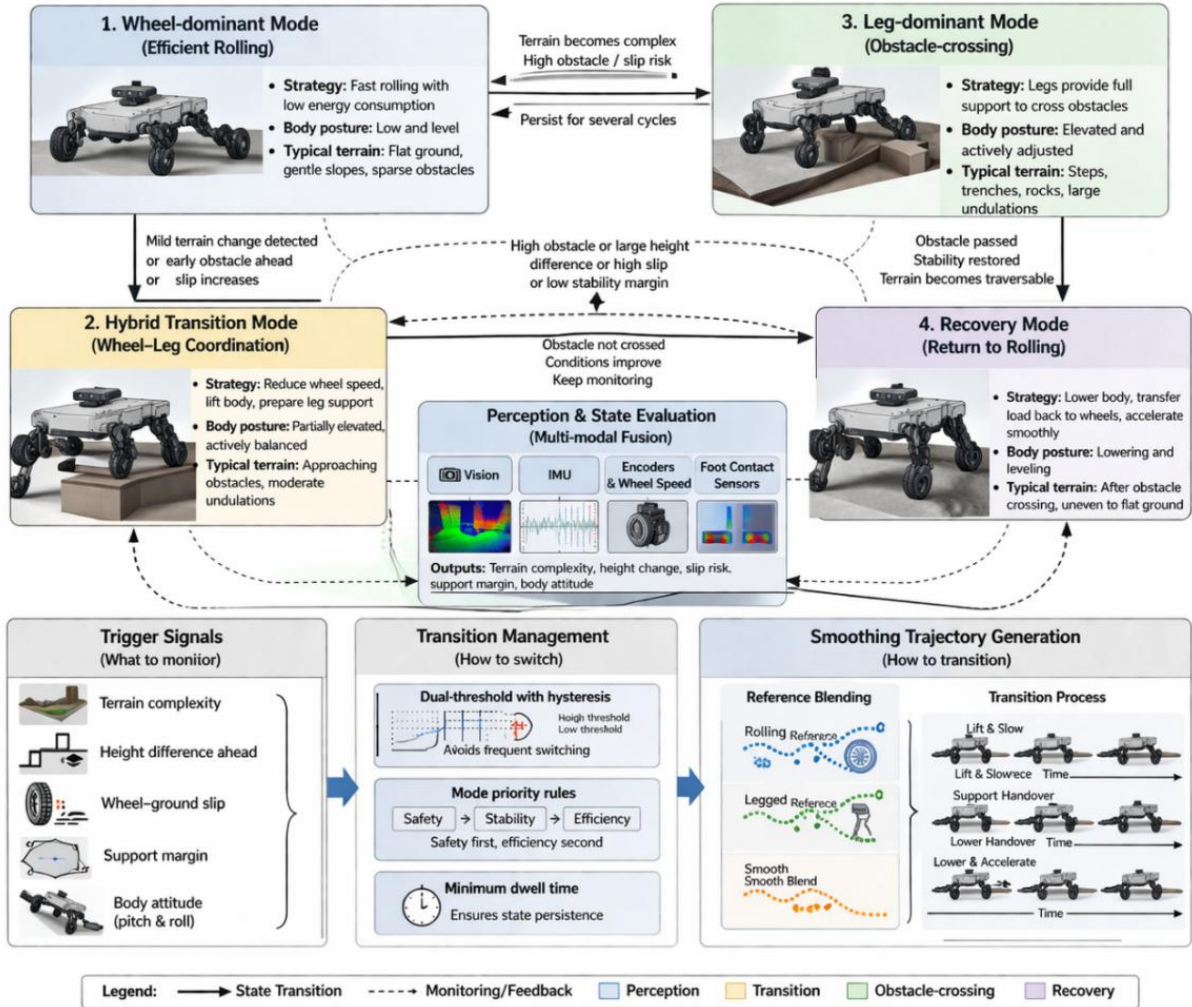 1. Wheel-dominant Mode
(Efficient Rolling)
• Strategy: Fast rolling with
low energy consumption
• Body posture: Low and level
• Typical terrain: Flat ground,
gentle slopes, sparse obstacles
Terrain becomes complex
High obstacle / slip risk
Persist for several cycles
3. Leg-dominant Mode
(Obstacle-crossing)
• Strategy: Legs provide full
support to cross obstacles
• Body posture: Elevated and
actively adjusted
• Typical terrain: Steps,
trenches, rocks, large
undulations
Mild terrain change detected
or early obstacle ahead
or slip increases
High obstacle or large height
difference or high slip
or low stability margin
Obstacle passed
Stability restored
Terrain becomes traversable
2. Hybrid Transition Mode
(Wheel–Leg Coordination)
• Strategy: Reduce wheel speed,
lift body, prepare leg support
• Body posture: Partially elevated,
actively balanced
• Typical terrain: Approaching
obstacles, moderate
undulations
Obstacle not crossed
Conditions improve
Keep monitoring
4. Recovery Mode
(Return to Rolling)
• Strategy: Lower body, transfer
load back to wheels, accelerate
smoothly
• Body posture: Lowering and
leveling
• Typical terrain: After obstacle
crossing, uneven to flat ground
Perception & State Evaluation
(Multi-modal Fusion)
Vision
IMU
Encoders
& Wheel Speed
Foot Contact
Sensors
Outputs: Terrain complexity, height change, slip risk.
support margin, body attitude
Trigger Signals
(What to monitor)
Terrain complexity
Height difference ahead
Wheel–ground slip
Support margin
Body attitude
(pitch & roll)
Transition Management
(How to switch)
Dual-threshold with hysteresis
Hoigh threshold
Low threshold
Avoids frequent switching
Mode priority rules
Safety → Stability → Efficiency
Safety first, efficiency second
Minimum dwell time
Ensures state persistence
Smoothing Trajectory Generation
(How to transition)
Reference Blending
Rolling Referece
Legged Referece
Smooth
Smooth Blend
Transition Process
Lift & Slow
Lift & Slowrece Time
Support Handover
Lower Handover Time
Lower & Accelerate
Time
Legend: State Transition Monitoring/Feedback Perception Transition Obstacle-crossing Recovery